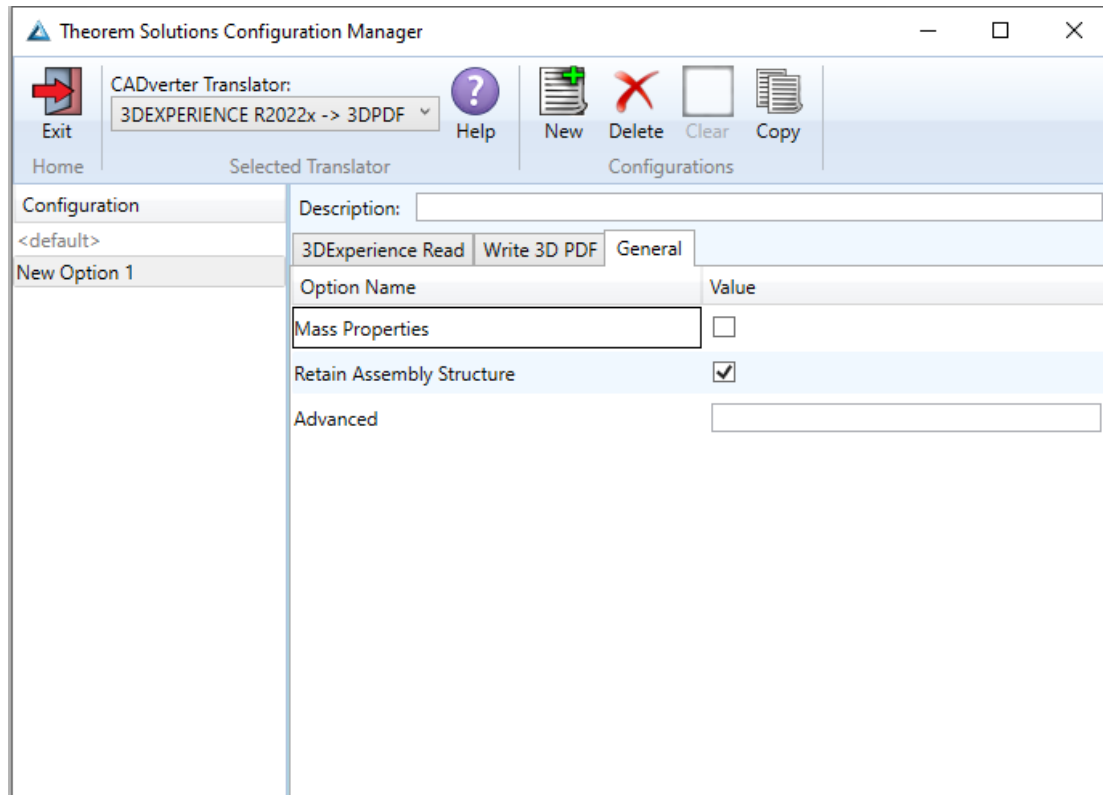 Theorem Solutions Configuration Manager
CADverter Translator:
3DEXPERIENCE R2022x -> 3DPDF
Exit
Help
New
Delete
Clear
Copy
Home
Selected Translator
Configurations
Configuration
Description:
<default>
3DExperience Read
Write 3D PDF
General
New Option 1
Option Name
Value
Mass Properties
Retain Assembly Structure
Advanced